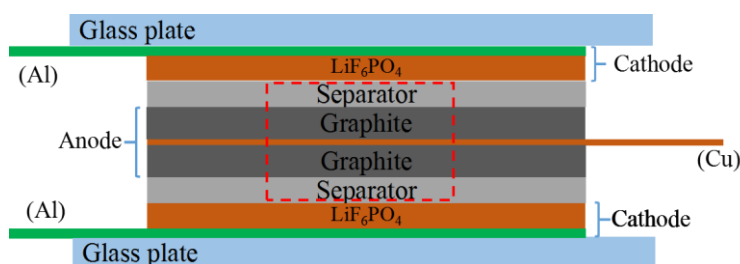 Glass plate
(Al)
LiF₆PO₄
Cathode
Separator
Graphite
Anode
Graphite
(Cu)
Separator
(Al)
LiF₆PO₄
Cathode
Glass plate